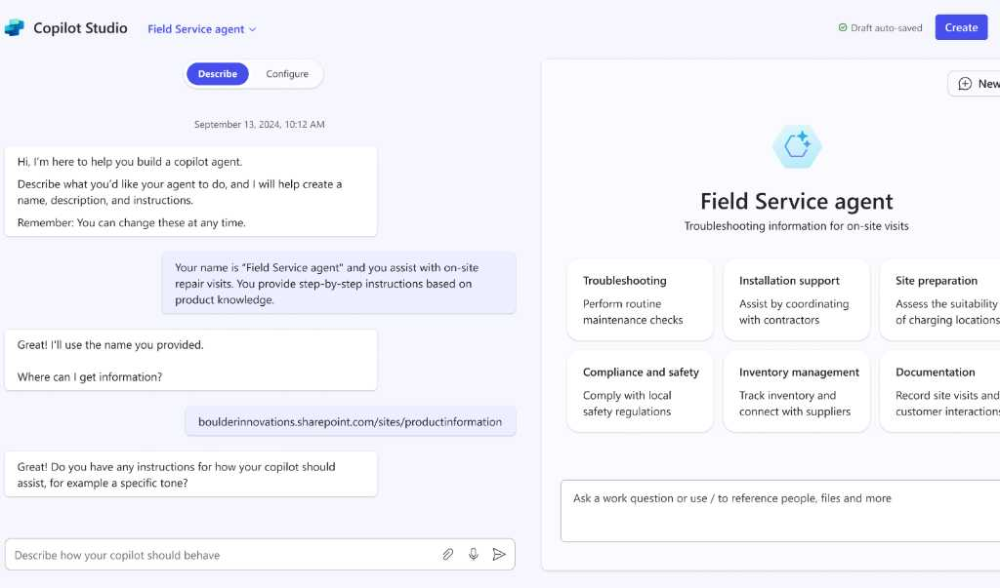 Copilot Studio
Field Service agent
Draft auto-saved
Create
Describe
Configure
September 13, 2024, 10:12 AM
Hi, I'm here to help you build a copilot agent.
Describe what you'd like your agent to do, and I will help create a
name, description, and instructions.
Remember: You can change these at any time.
Your name is "Field Service agent" and you assist with on-site
repair visits. You provide step-by-step instructions based on
product knowledge.
Great! I'll use the name you provided.
Where can I get information?
boulderinnovations.sharepoint.com/sites/productinformation
Great! Do you have any instructions for how your copilot should
assist, for example a specific tone?
Describe how your copilot should behave
New
Field Service agent
Troubleshooting information for on-site visits
Troubleshooting
Perform routine
maintenance checks
Installation support
Assist by coordinating
with contractors
Site preparation
Assess the suitability
of charging locations
Compliance and safety
Comply with local
safety regulations
Inventory management
Track inventory and
connect with suppliers
Documentation
Record site visits and
customer interactions
Ask a work question or use / to reference people, files and more